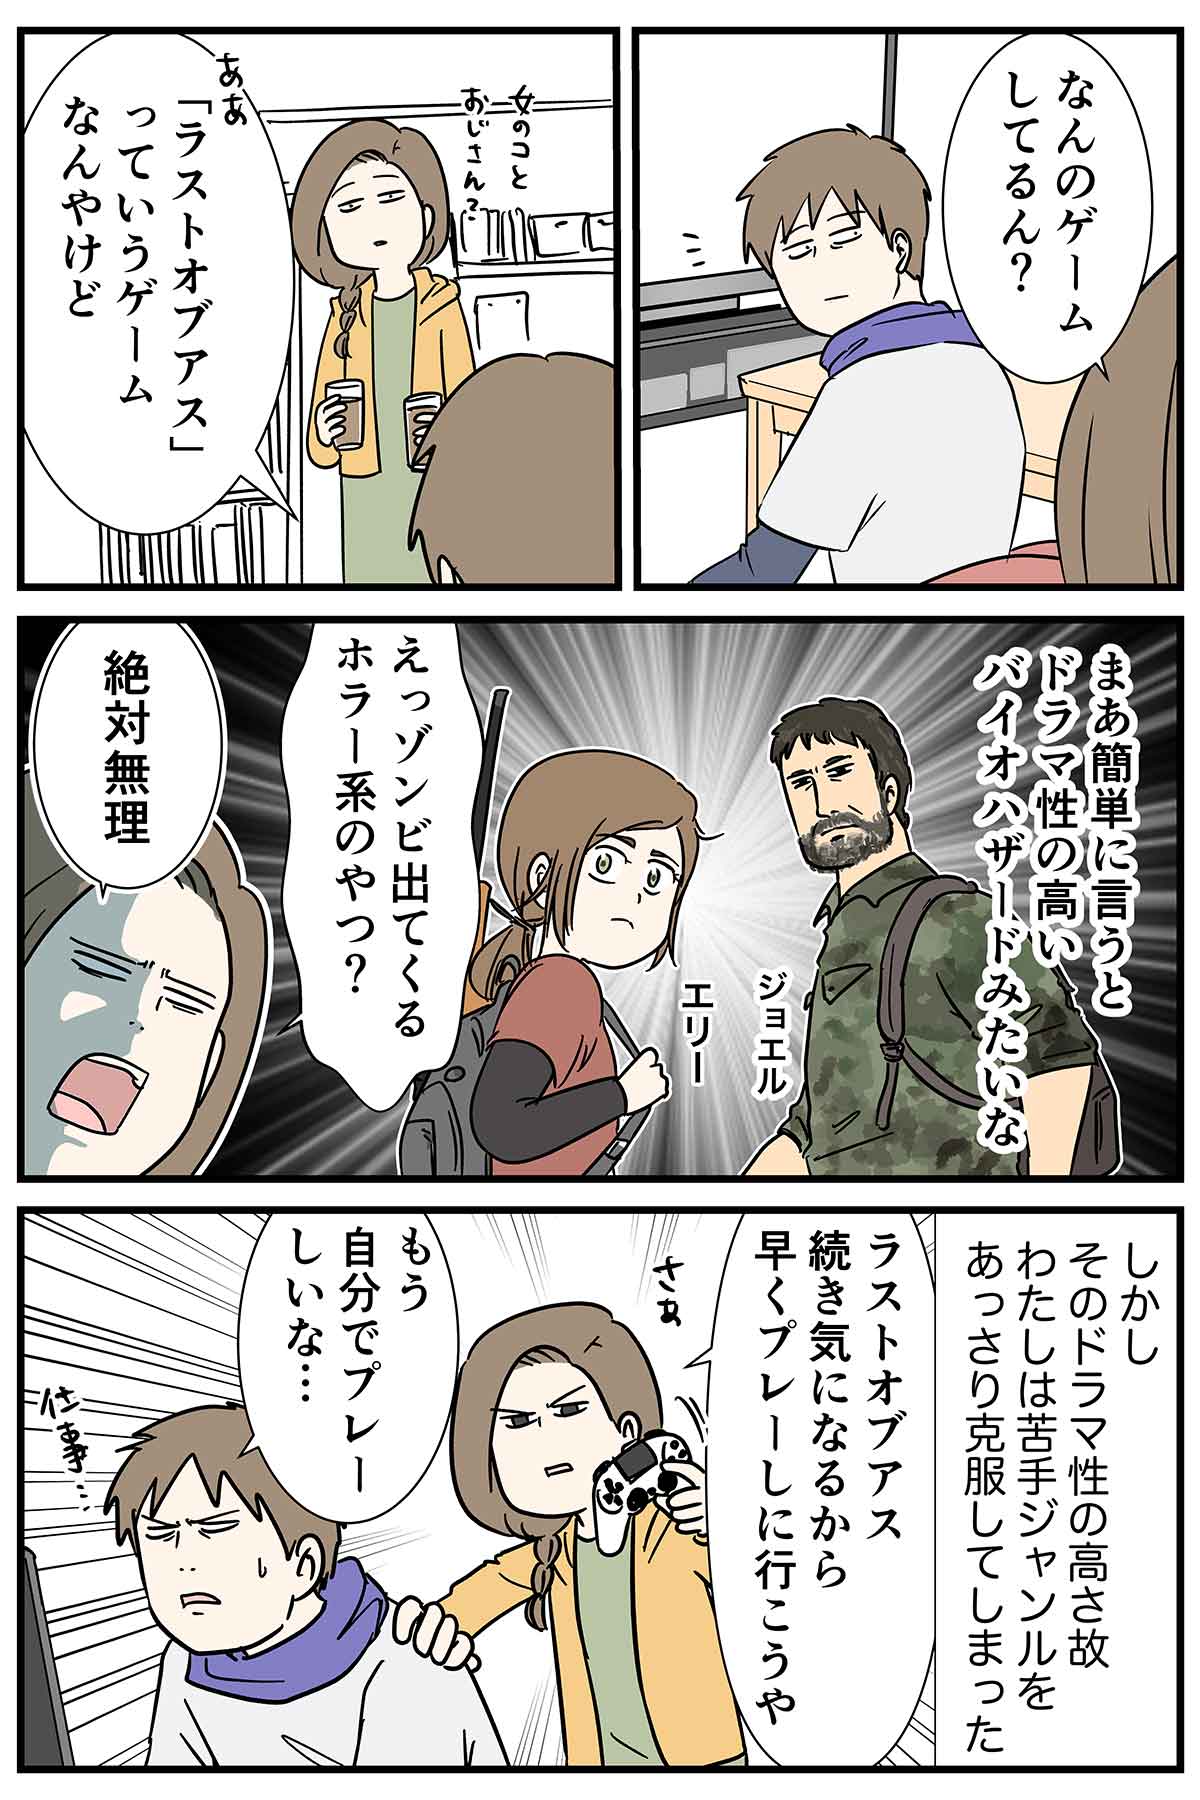 なんのゲーム
してるん？
女のコと
おじさん？
ああ
「ラストオブアス」
っていうゲーム
なんやけど
まあ簡単に言うと
ドラマ性の高い
バイオハザードみたいな
ジョエル
エリー
えっゾンビ出てくる
ホラー系のやつ？
絶対無理
しかし
そのドラマ性の高さ故
わたしは苦手ジャンルを
あっさり克服してしまった
ラストオブアス
続き気になるから
早くプレーしに行こうや
さぁ
もう
自分でプレー
しいな…
仕事…